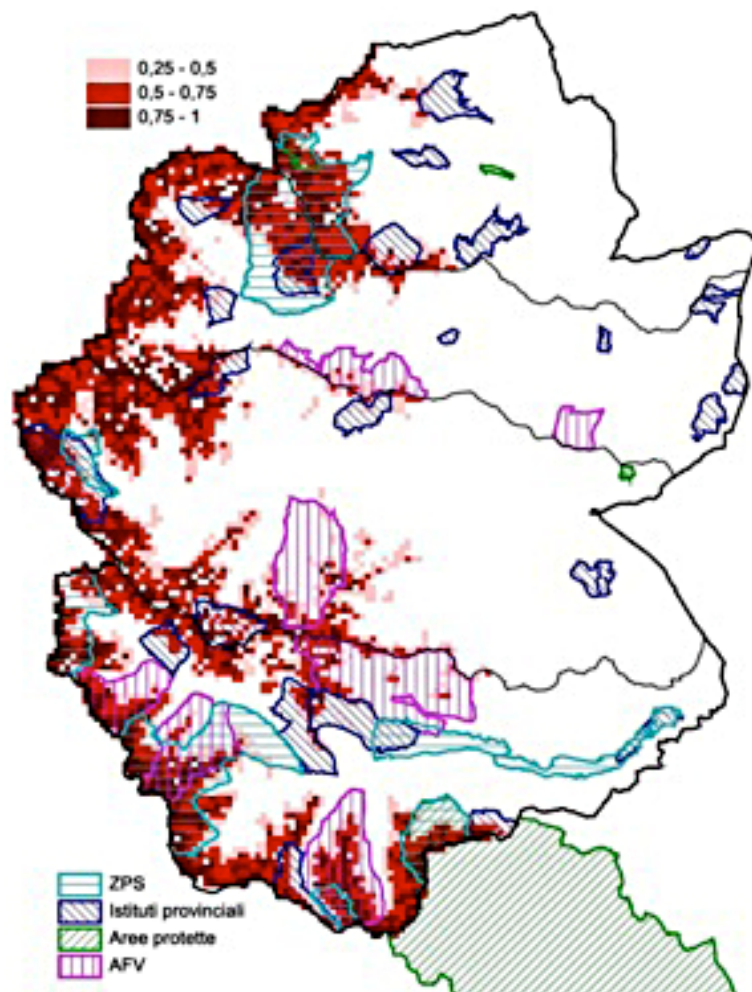 0,25 - 0,5
0,5 - 0,75
0,75 - 1
ZPS
Istituti provinciali
Aree protette
AFV